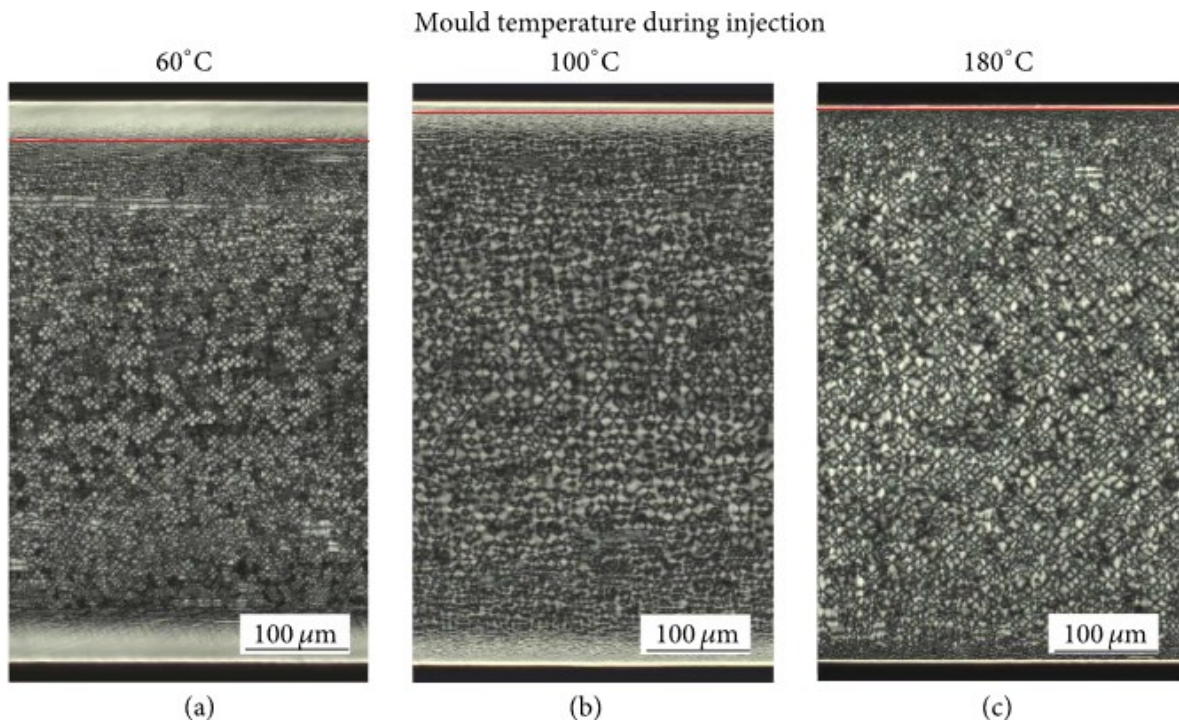 Mould temperature during injection
60°C 100°C 180°C
100 μm 100 μm 100 μm
(a) (b) (c)